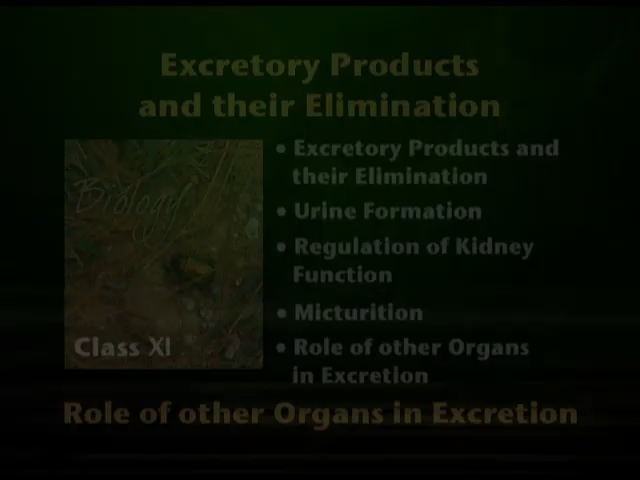 Excretory Products
and their Elimination
Biology
Class XI
• Excretory Products and
their Elimination
• Urine Formation
• Regulation of Kidney
Function
• Micturition
• Role of other Organs
in Excretion
Role of other Organs in Excretion